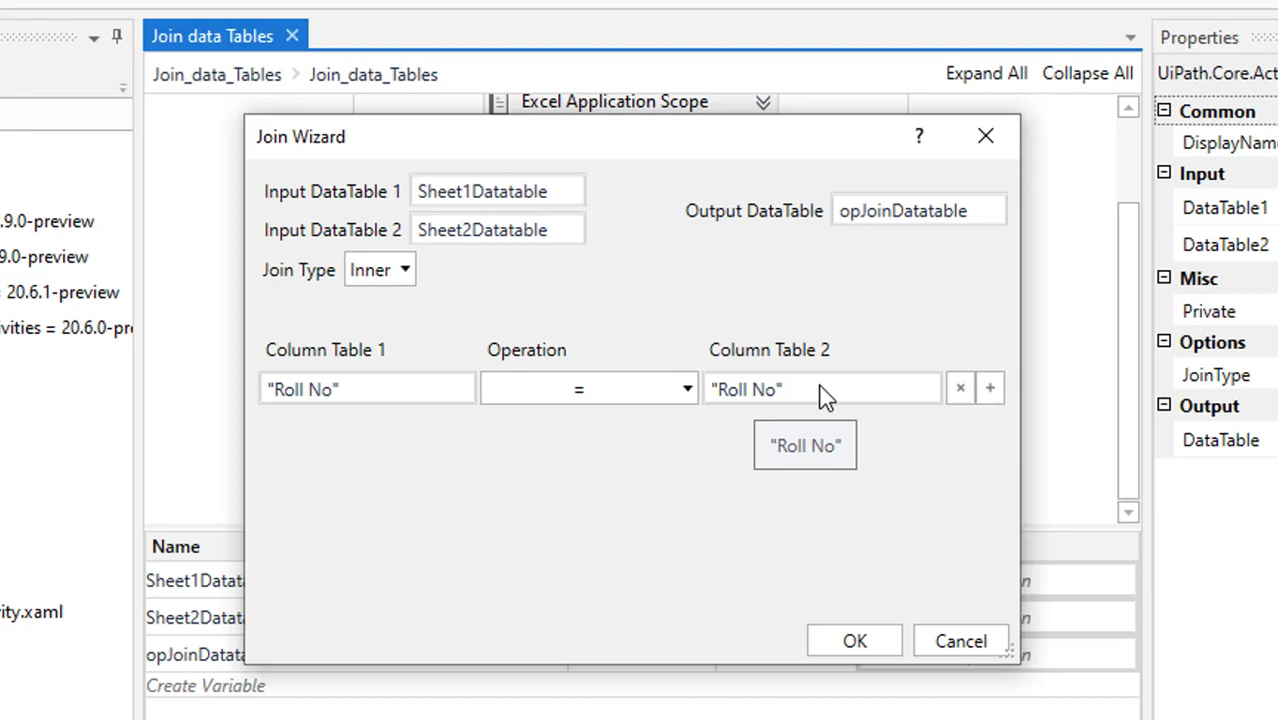 Join data Tables
Properties
Join_data_Tables > Join_data_Tables
Expand All Collapse All
UiPath.Core.Act
Excel Application Scope
Common
DisplayName
Input
DataTable1
DataTable2
Misc
Private
Options
JoinType
Output
DataTable
.9.0-preview
9.0-preview
= 20.6.1-preview
vities = 20.6.0-pr
ity.xaml
Join Wizard
?
Input DataTable 1 Sheet1Datatable
Input DataTable 2 Sheet2Datatable
Output DataTable opJoinDatatable
Join Type Inner
Column Table 1 Operation Column Table 2
"Roll No" = "Roll No" × +
"Roll No"
OK Cancel
Name
Sheet1Datat
Sheet2Datat
opJoinDatat
Create Variable